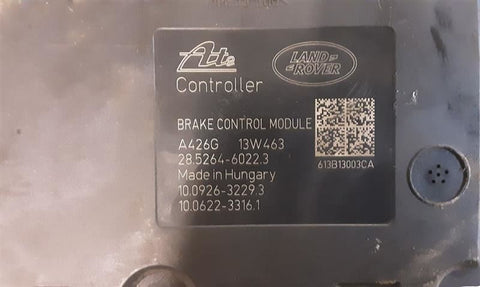 Ate
LAND ROVER
Controller
BRAKE CONTROL MODULE
A426G 13W463
28.5264-6022.3
Made in Hungary
613B13003CA
10.0926-3229.3
10.0622-3316.1